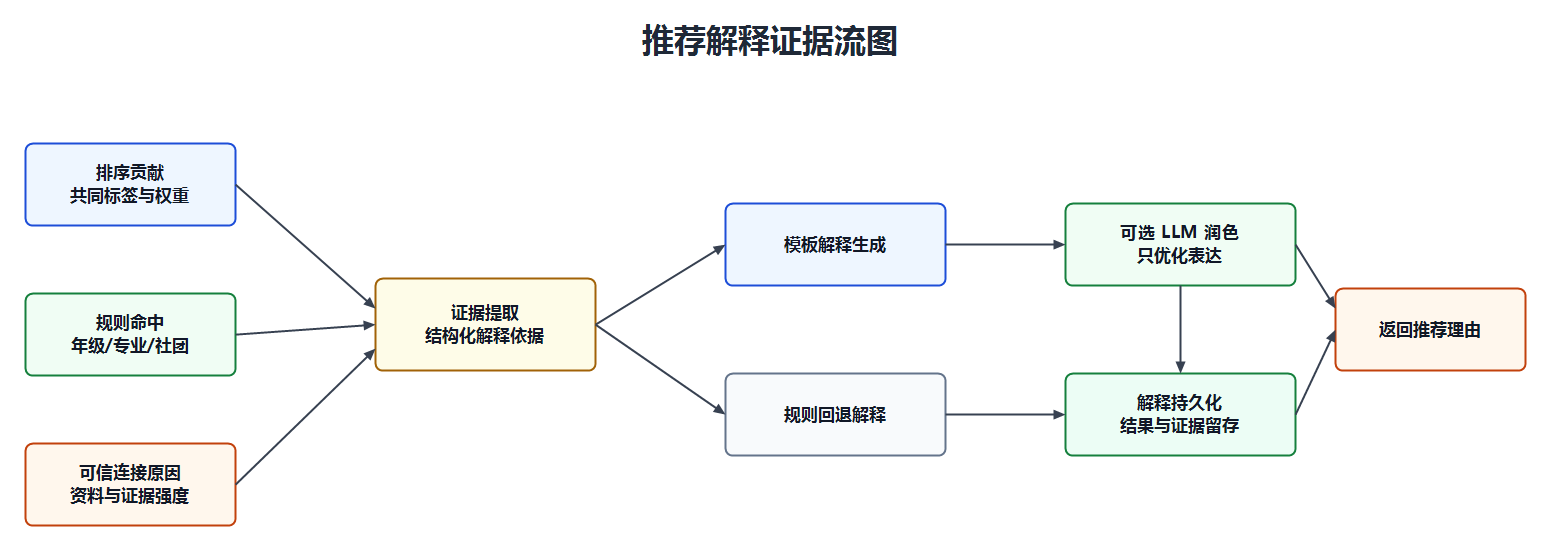 推荐解释证据流图
排序贡献
共同标签与权重
规则命中
年级/专业/社团
可信连接原因
资料与证据强度
证据提取
结构化解释依据
模板解释生成
规则回退解释
可选 LLM 润色
只优化表达
解释持久化
结果与证据留存
返回推荐理由